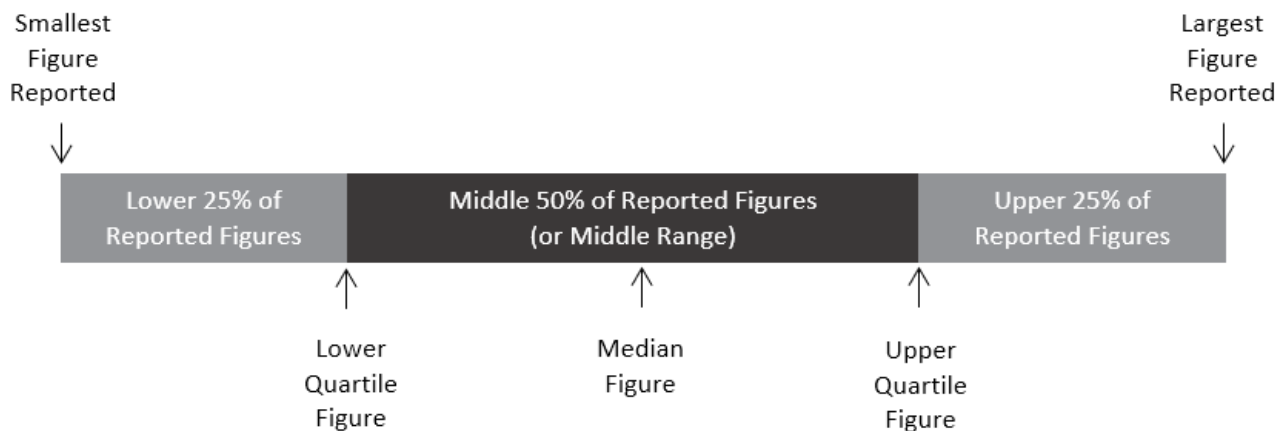 Smallest
Figure
Reported
Largest
Figure
Reported
Lower 25% of
Reported Figures
Middle 50% of Reported Figures
(or Middle Range)
Upper 25% of
Reported Figures
Lower
Quartile
Figure
Median
Figure
Upper
Quartile
Figure